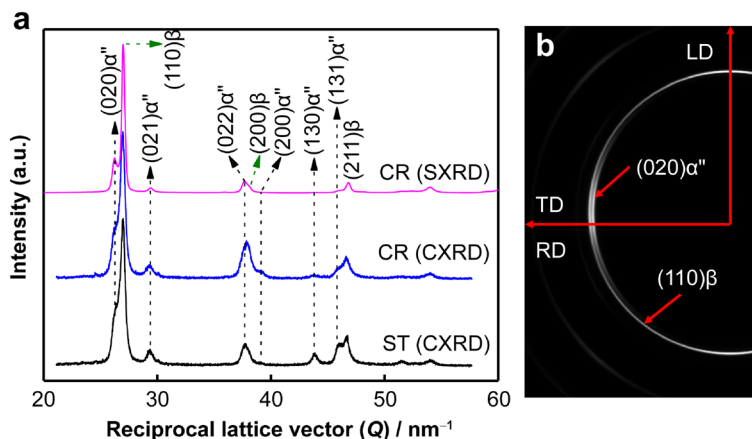 a
(020)α"
(110)β
(021)α"
(022)α"
(200)β
(200)α"
(130)α"
(131)α"
(211)β
CR (SXRD)
CR (CXRD)
ST (CXRD)
Intensity (a.u.)
20 30 40 50 60
Reciprocal lattice vector (Q) / nm⁻¹
b
LD
(020)α"
TD
RD
(110)β